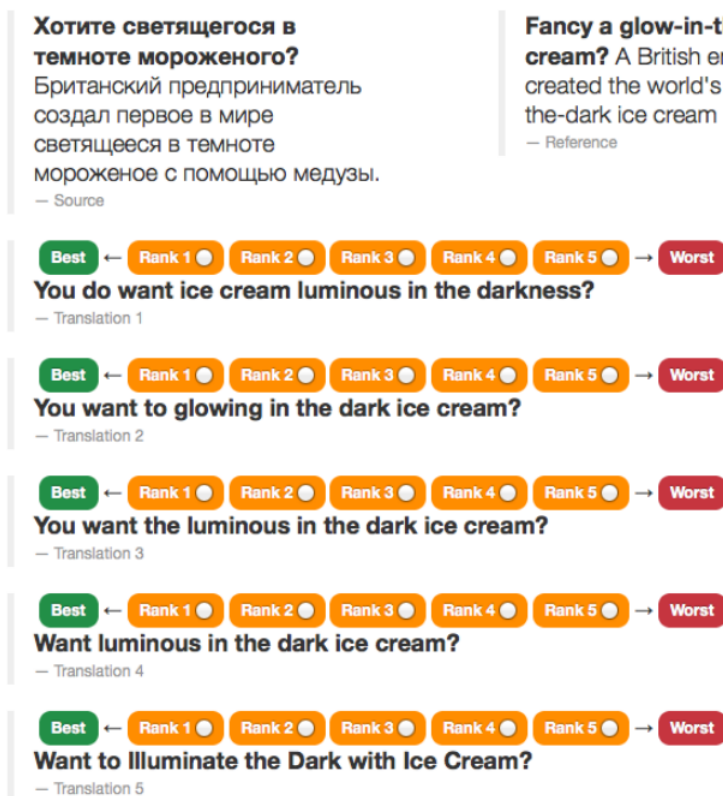 Хотите светящегося в
темноте мороженого?
Британский предприниматель
создал первое в мире
светящееся в темноте
мороженое с помощью медузы.
— Source
Fancy a glow-in-t
cream? A British e
created the world's
the-dark ice cream
— Reference
Best ← Rank 1 Rank 2 Rank 3 Rank 4 Rank 5 → Worst
You do want ice cream luminous in the darkness?
— Translation 1
Best ← Rank 1 Rank 2 Rank 3 Rank 4 Rank 5 → Worst
You want to glowing in the dark ice cream?
— Translation 2
Best ← Rank 1 Rank 2 Rank 3 Rank 4 Rank 5 → Worst
You want the luminous in the dark ice cream?
— Translation 3
Best ← Rank 1 Rank 2 Rank 3 Rank 4 Rank 5 → Worst
Want luminous in the dark ice cream?
— Translation 4
Best ← Rank 1 Rank 2 Rank 3 Rank 4 Rank 5 → Worst
Want to Illuminate the Dark with Ice Cream?
— Translation 5